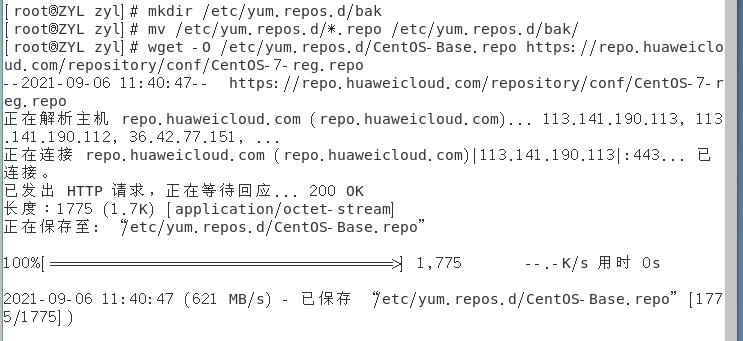 [root@ZYL zyl]# mkdir /etc/yum.repos.d/bak
[root@ZYL zyl]# mv /etc/yum.repos.d/*.repo /etc/yum.repos.d/bak/
[root@ZYL zyl]# wget -O /etc/yum.repos.d/CentOS-Base.repo https://repo.huaweiclo
ud.com/repository/conf/CentOS-7-reg.repo
--2021-09-06 11:40:47--  https://repo.huaweicloud.com/repository/conf/CentOS-7-r
eg.repo
正在解析主机 repo.huaweicloud.com (repo.huaweicloud.com)... 113.141.190.113, 113
.141.190.112, 36.42.77.151, ...
正在连接 repo.huaweicloud.com (repo.huaweicloud.com)|113.141.190.113|:443... 已
连接。
已发出 HTTP 请求，正在等待回应... 200 OK
长度：1775 (1.7K) [application/octet-stream]
正在保存至: “/etc/yum.repos.d/CentOS-Base.repo”
100%[======================================>] 1,775       --.-K/s 用时 0s
2021-09-06 11:40:47 (621 MB/s) - 已保存 “/etc/yum.repos.d/CentOS-Base.repo” [177
5/1775])